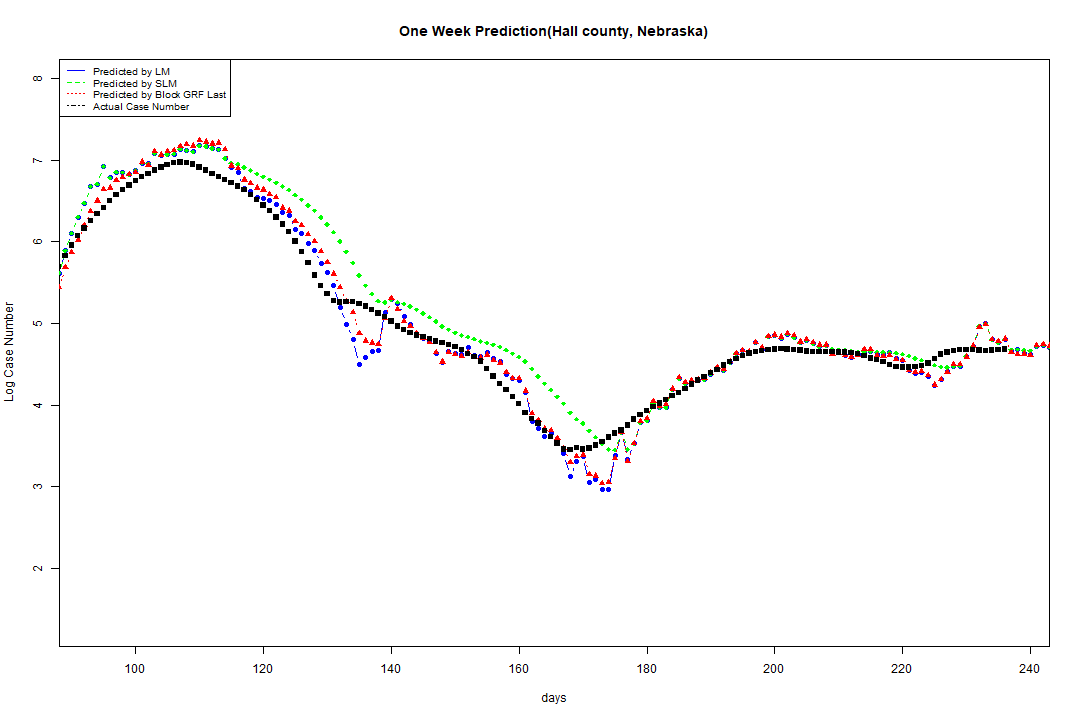 One Week Prediction(Hall county, Nebraska)
Predicted by LM
Predicted by SLM
Predicted by Block GRF Last
Actual Case Number
8
7
6
5
4
3
2
Log Case Number
100 120 140 160 180 200 220 240
days